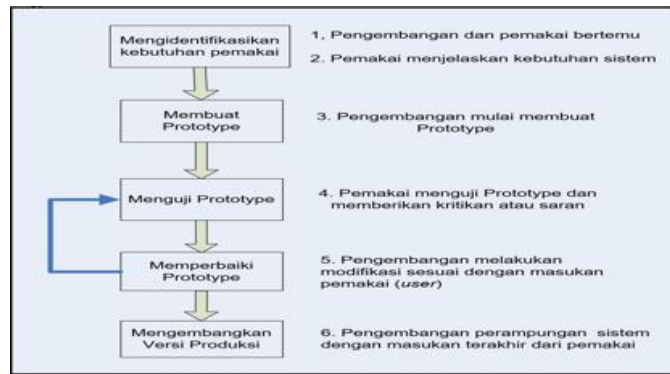 Mengidentifikasikan
kebutuhan pemakai
1, Pengembangan dan pemakai bertemu
2. Pemakai menjelaskan kebutuhan sistem
Membuat
Prototype
3. Pengembangan mulai membuat
Prototype
Menguji Prototype
4. Pemakai menguji Prototype dan
memberikan kritikan atau saran
Memperbaiki
Prototype
5. Pengembangan melakukan
modifikasi sesuai dengan masukan
pemakai (user)
Mengembangkan
Versi Produksi
6. Pengembangan perampungan sistem
dengan masukan terakhir dari pemakai